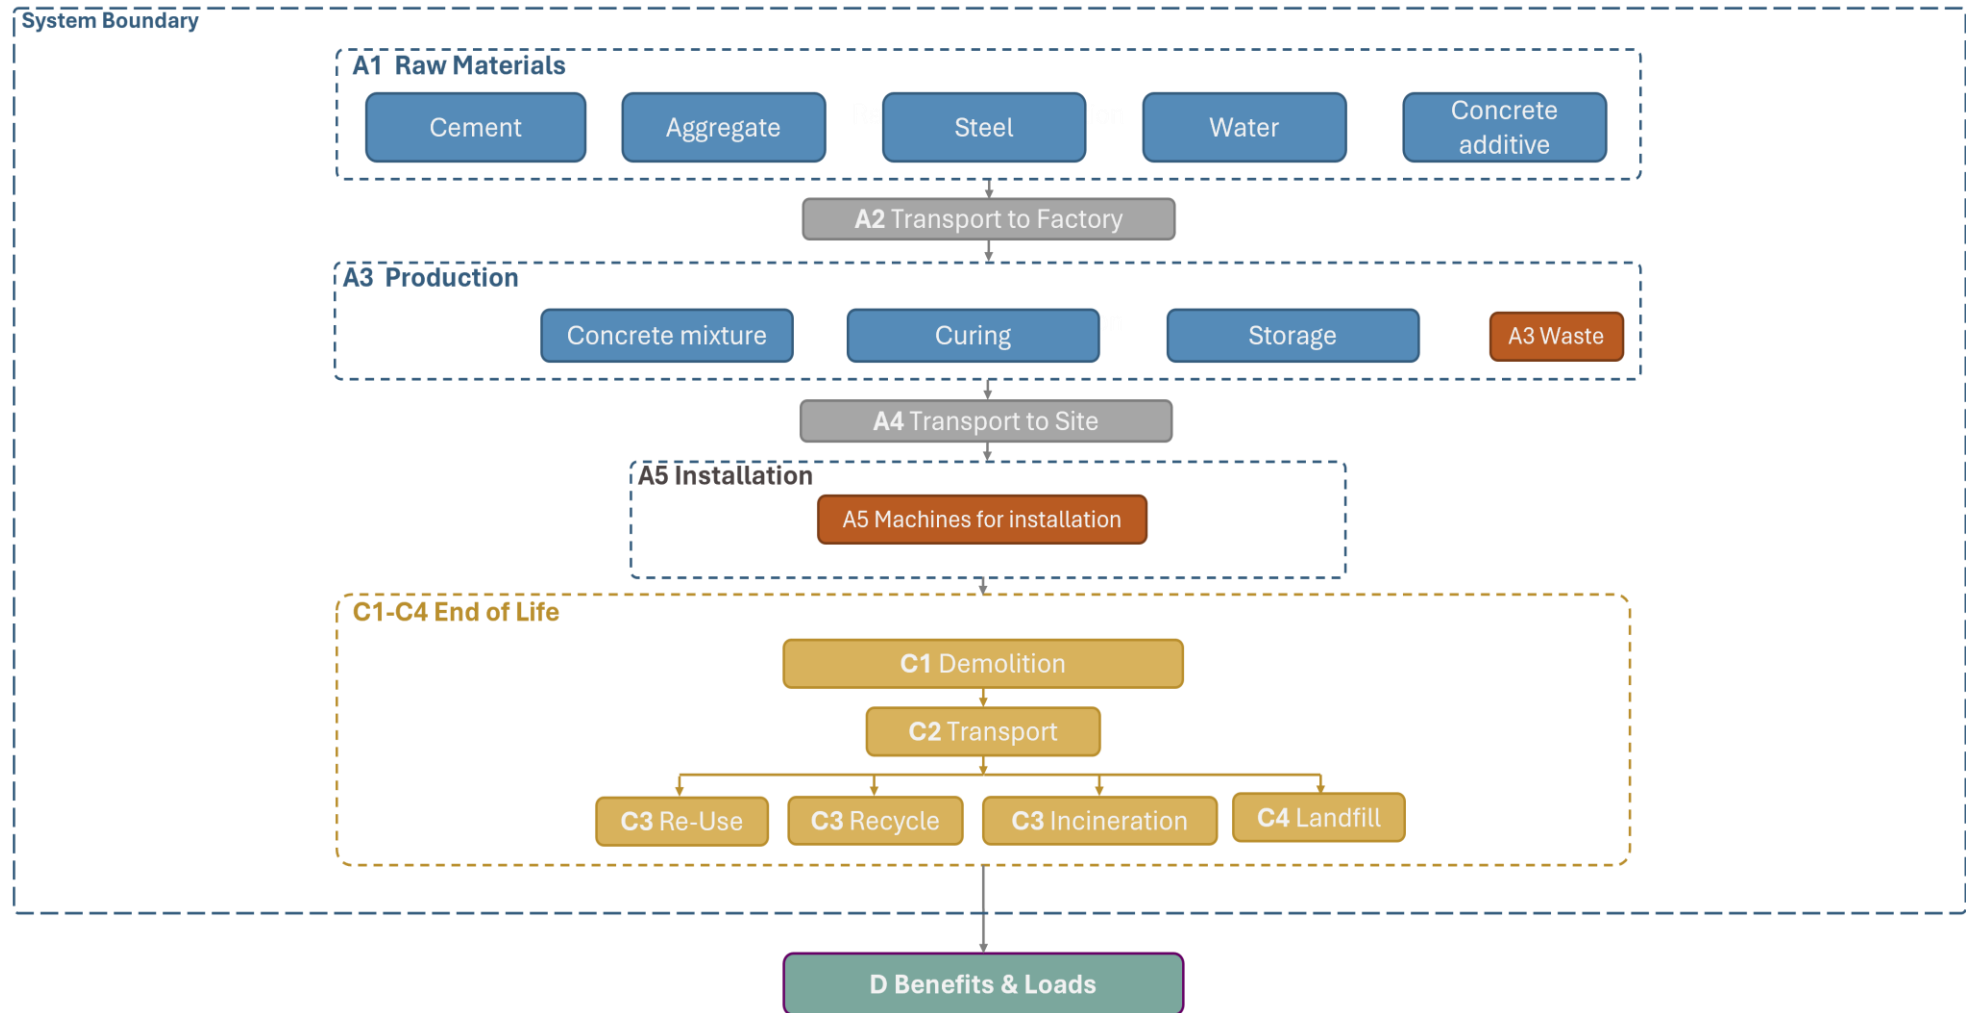 System Boundary
A1 Raw Materials
Cement
Aggregate
Steel
Water
Concrete
additive
A2 Transport to Factory
A3 Production
Concrete mixture
Curing
Storage
A3 Waste
A4 Transport to Site
A5 Installation
A5 Machines for installation
C1-C4 End of Life
C1 Demolition
C2 Transport
C3 Re-Use
C3 Recycle
C3 Incineration
C4 Landfill
D Benefits & Loads